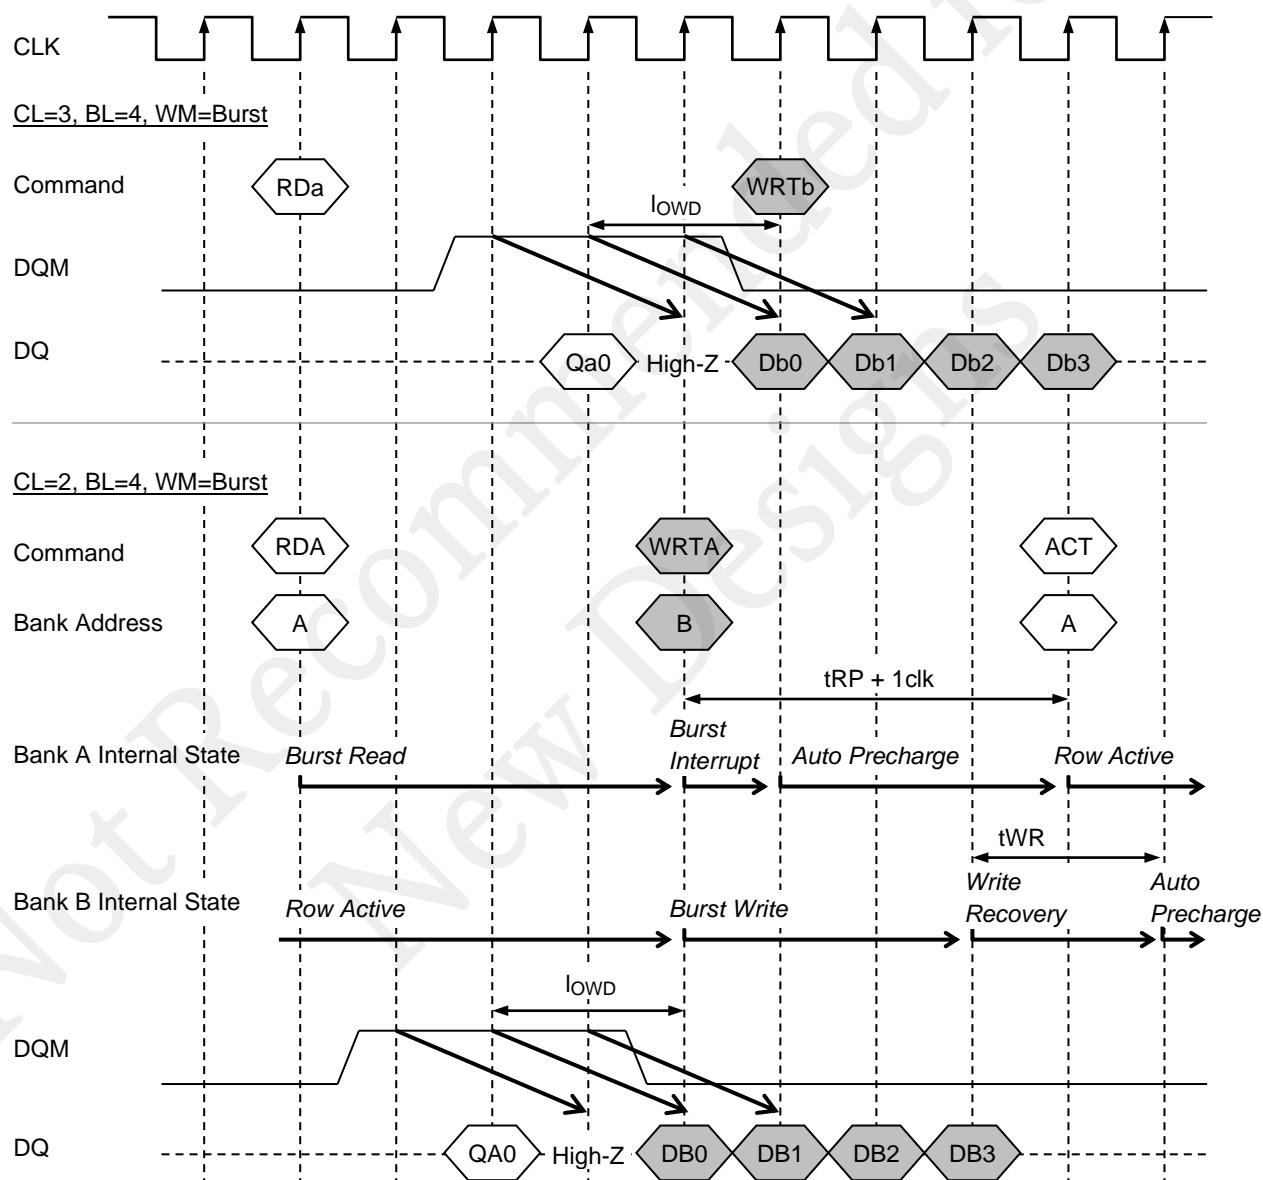 CLK
CL=3, BL=4, WM=Burst
Command RDa WRTb
lOWD
DQM
DQ Qa0 High-Z Db0 Db1 Db2 Db3
CL=2, BL=4, WM=Burst
Command RDA WRTA ACT
Bank Address A B A
tRP + 1clk
Bank A Internal State Burst Read Burst Interrupt Auto Precharge Row Active
tWR
Bank B Internal State Row Active Burst Write Write Recovery Auto Precharge
lOWD
DQM
DQ QA0 High-Z DB0 DB1 DB2 DB3
Not Recommended for
New Designs